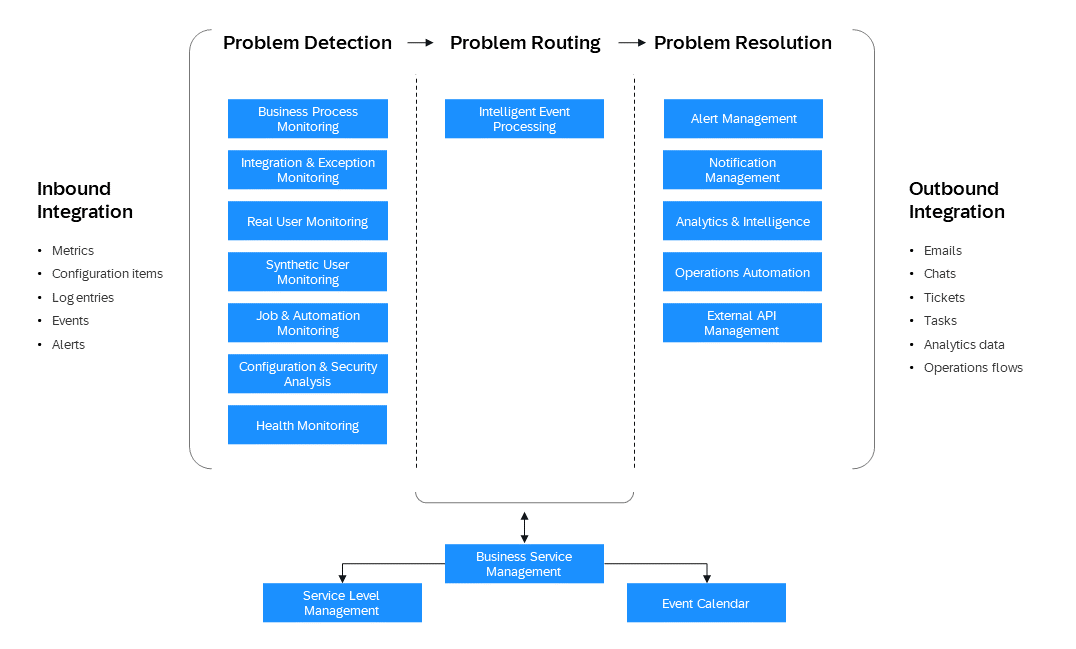 Problem Detection
Problem Routing
Problem Resolution
Inbound
Integration
• Metrics
• Configuration items
• Log entries
• Events
• Alerts
Business Process
Monitoring
Integration & Exception
Monitoring
Real User Monitoring
Synthetic User
Monitoring
Job & Automation
Monitoring
Configuration & Security
Analysis
Health Monitoring
Intelligent Event
Processing
Alert Management
Notification
Management
Analytics & Intelligence
Operations Automation
External API
Management
Outbound
Integration
• Emails
• Chats
• Tickets
• Tasks
• Analytics data
• Operations flows
Business Service
Management
Service Level
Management
Event Calendar